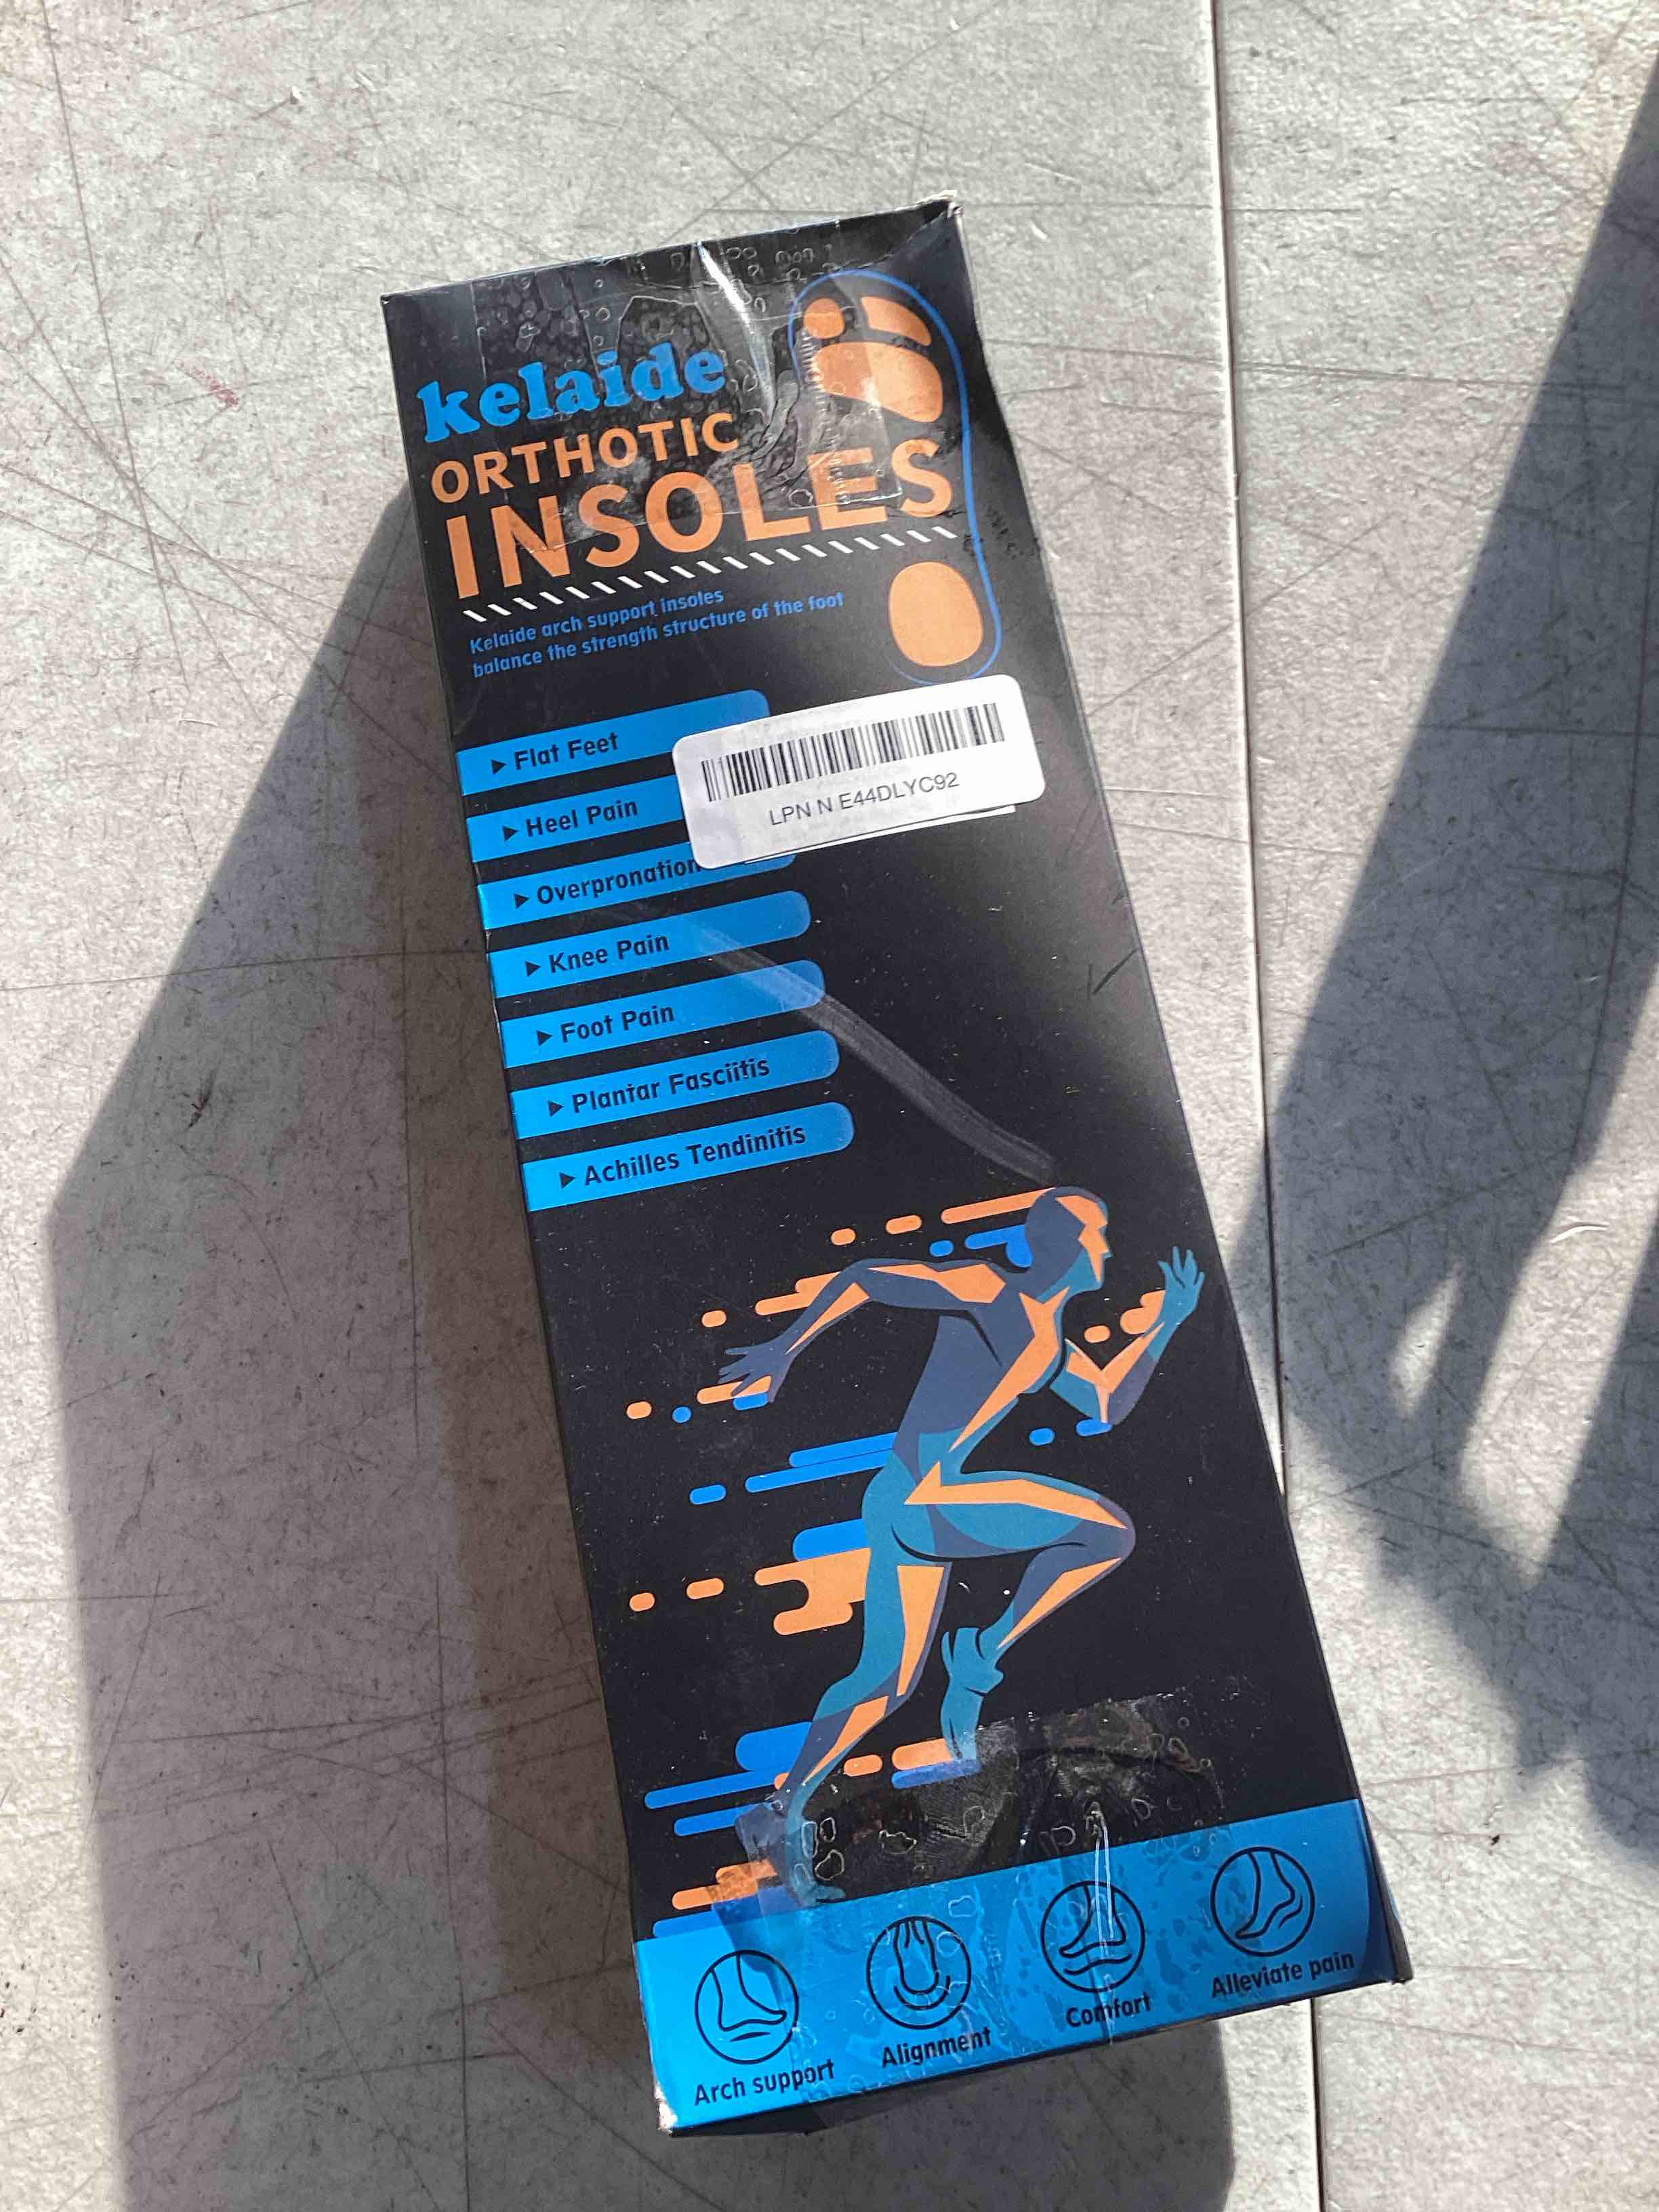 kelaide
ORTHOTIC
INSOLES
Kelaide arch support insoles
balance the strength structure of the foot
Flat Feet
Heel Pain
LPN N E44DLYC92
Overpronation
Knee Pain
Foot Pain
Plantar Fasciitis
Achilles Tendinitis
Arch support
Alignment
Comfort
Alleviate pain